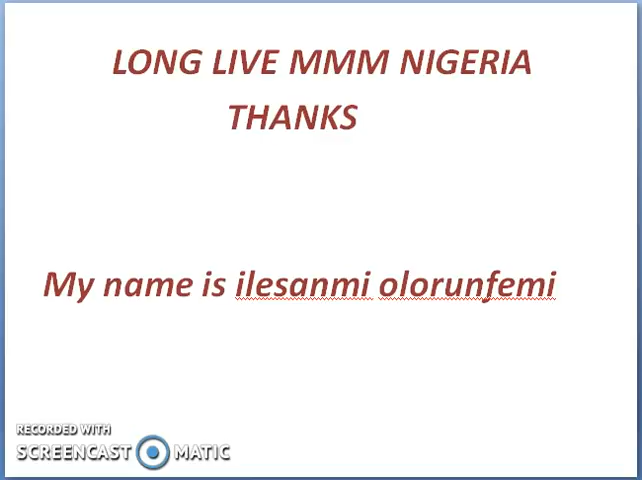 LONG LIVE MMM NIGERIA
THANKS
My name is ilesanmi olorunfemi
RECORDED WITH
SCREENCAST MATIC